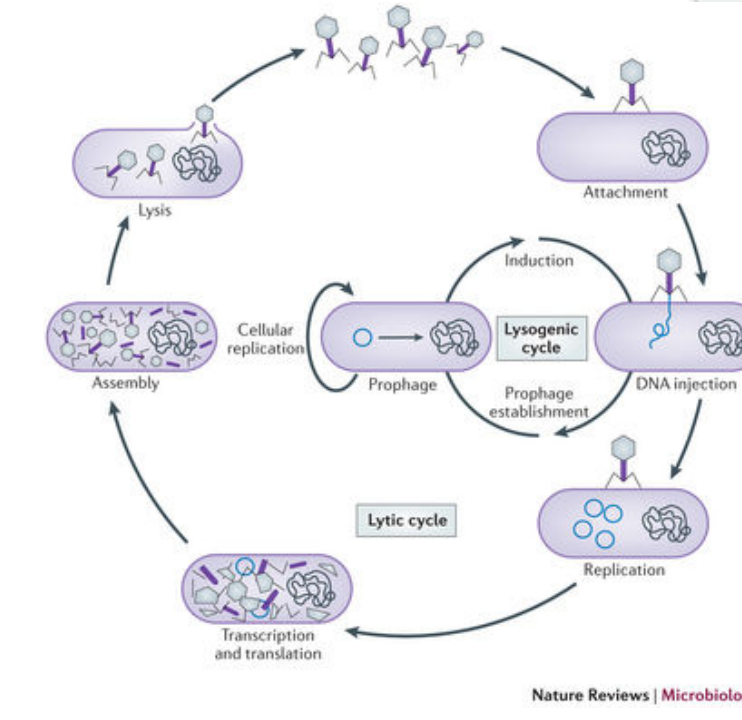 Attachment
Lysis
Induction
Cellular
replication
Lysogenic
cycle
Assembly
Prophage
DNA injection
Prophage
establishment
Lytic cycle
Replication
Transcription
and translation
Nature Reviews | Microbiolo